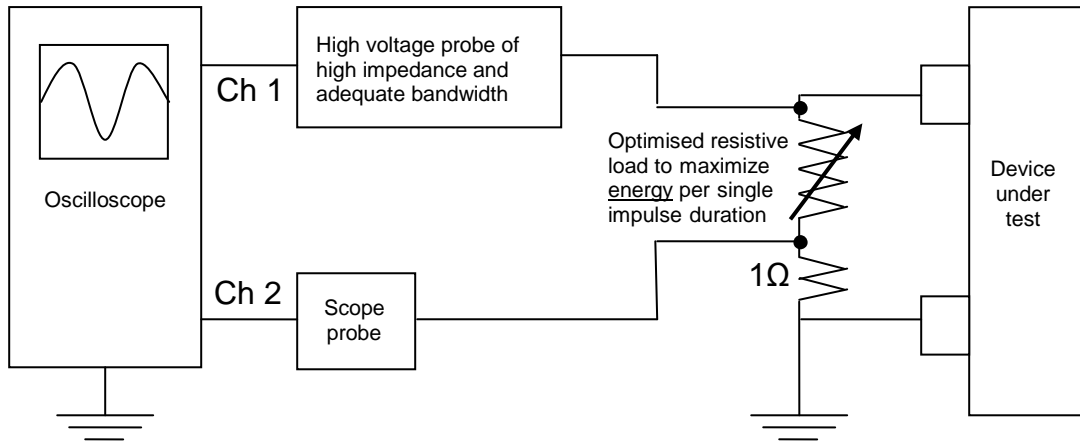 High voltage probe of
high impedance and
adequate bandwidth
Ch 1
Optimised resistive
load to maximize
energy per single
impulse duration
Device
under
test
Oscilloscope
1Ω
Ch 2
Scope
probe